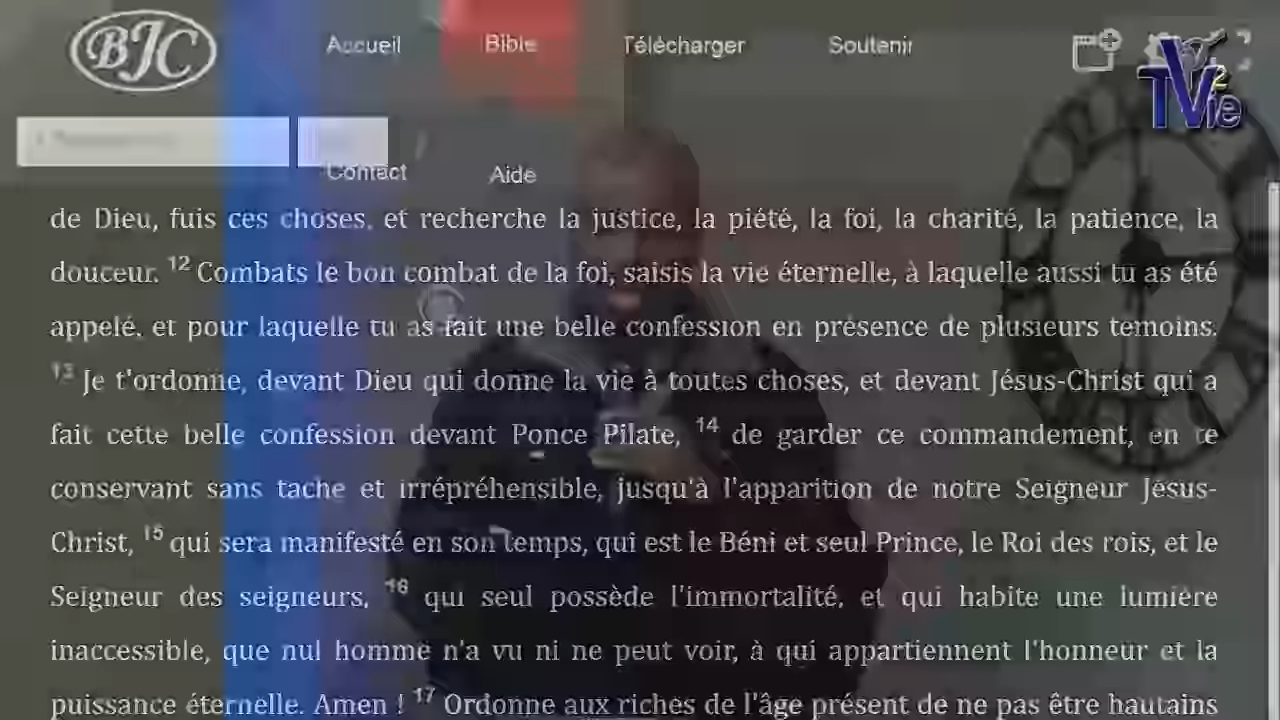 BJC
Accueil Bible Télécharger Soutenir
TV2Vie
Contact Aide
de Dieu, fuis ces choses, et recherche la justice, la piété, la foi, la charité, la patience, la
douceur. 12 Combats le bon combat de la foi, saisis la vie éternelle, à laquelle aussi tu as été
appelé, et pour laquelle tu as fait une belle confession en présence de plusieurs témoins.
13 Je t'ordonne, devant Dieu qui donne la vie à toutes choses, et devant Jésus-Christ qui a
fait cette belle confession devant Ponce Pilate, 14 de garder ce commandement, en te
conservant sans tache et irrépréhensible, jusqu'à l'apparition de notre Seigneur Jésus-
Christ, 15 qui sera manifesté en son temps, qui est le Béni et seul Prince, le Roi des rois, et le
Seigneur des seigneurs, 16 qui seul possède l'immortalité, et qui habite une lumière
inaccessible, que nul homme n'a vu ni ne peut voir, à qui appartiennent l'honneur et la
puissance éternelle. Amen ! 17 Ordonne aux riches de l'âge présent de ne pas être hautains